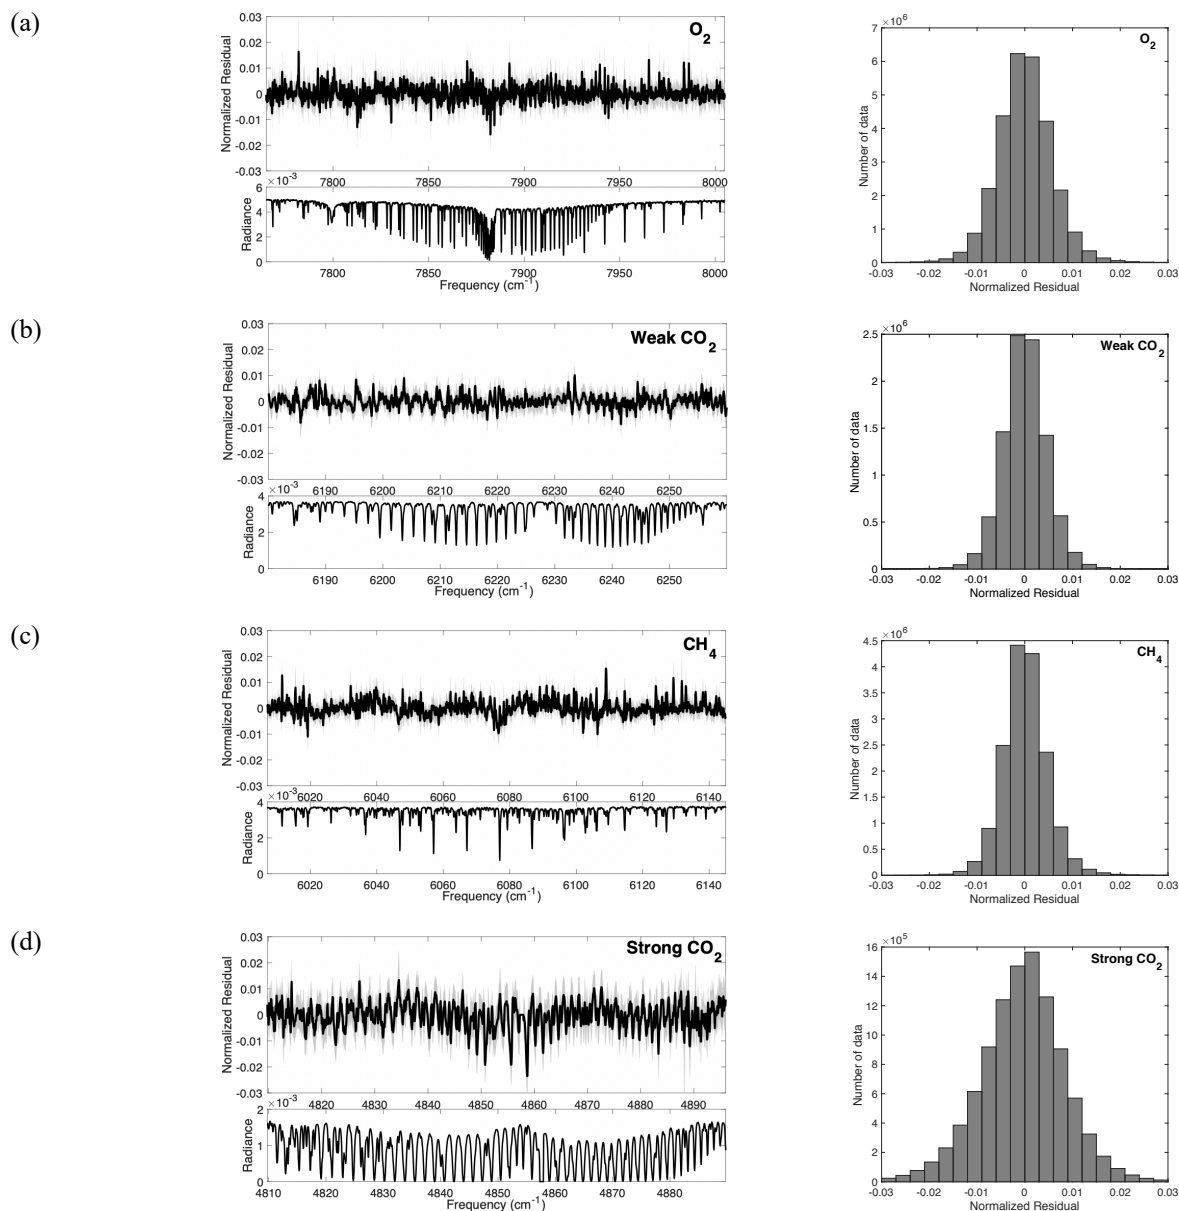 (a)
O2
Normalized Residual
0.03
0.02
0.01
0
-0.01
-0.02
-0.03
7800 7850 7900 7950 8000
×10-3
Radiance
6
4
2
0
7800 7850 7900 7950 8000
Frequency (cm-1)
×10^6
O2
Number of data
7
6
5
4
3
2
1
0
-0.03 -0.02 -0.01 0 0.01 0.02 0.03
Normalized Residual
(b)
Weak CO2
Normalized Residual
0.03
0.02
0.01
0
-0.01
-0.02
-0.03
6190 6200 6210 6220 6230 6240 6250
×10-3
Radiance
4
2
0
6190 6200 6210 6220 6230 6240 6250
Frequency (cm-1)
×10^6
Weak CO2
Number of data
2.5
2
1.5
1
0.5
0
-0.03 -0.02 -0.01 0 0.01 0.02 0.03
Normalized Residual
(c)
CH4
Normalized Residual
0.03
0.02
0.01
0
-0.01
-0.02
-0.03
6020 6040 6060 6080 6100 6120 6140
×10-3
Radiance
4
2
0
6020 6040 6060 6080 6100 6120 6140
Frequency (cm-1)
×10^6
CH4
Number of data
4.5
4
3.5
3
2.5
2
1.5
1
0.5
0
-0.03 -0.02 -0.01 0 0.01 0.02 0.03
Normalized Residual
(d)
Strong CO2
Normalized Residual
0.03
0.02
0.01
0
-0.01
-0.02
-0.03
4820 4830 4840 4850 4860 4870 4880 4890
×10-3
Radiance
2
1
0
4810 4820 4830 4840 4850 4860 4870 4880
Frequency (cm-1)
×10^5
Strong CO2
Number of data
16
14
12
10
8
6
4
2
0
-0.03 -0.02 -0.01 0 0.01 0.02 0.03
Normalized Residual